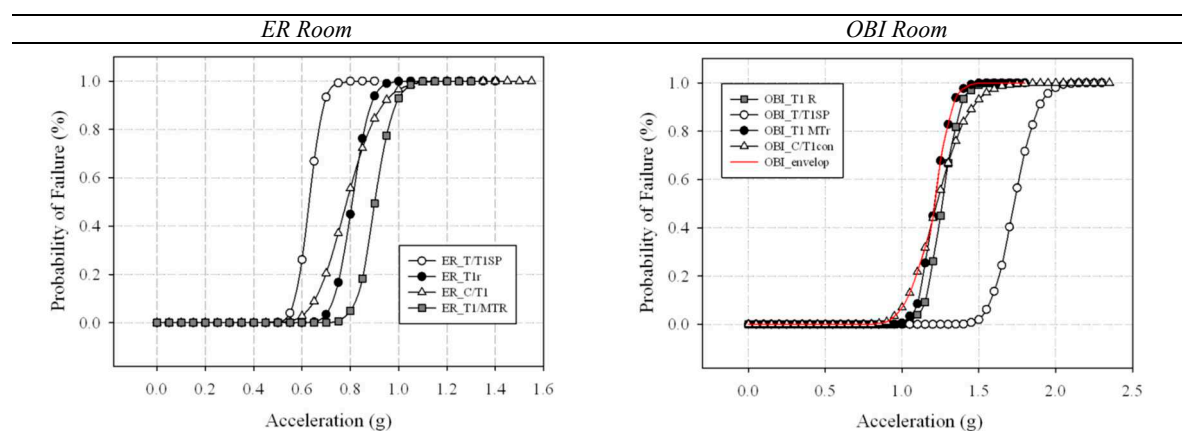 ER Room
OBI Room
Probability of Failure (%)
1.0
0.8
0.6
0.4
0.2
0.0
ER_T/T1SP
ER_T1r
ER_C/T1
ER_T1/MTR
0.0 0.2 0.4 0.6 0.8 1.0 1.2 1.4 1.6
Acceleration (g)
Probability of Failure (%)
1.0
0.8
0.6
0.4
0.2
0.0
OBI_T1 R
OBI_T/T1SP
OBI_T1 MTr
OBI_C/T1con
OBI_envelop
0.0 0.5 1.0 1.5 2.0 2.5
Acceleration (g)